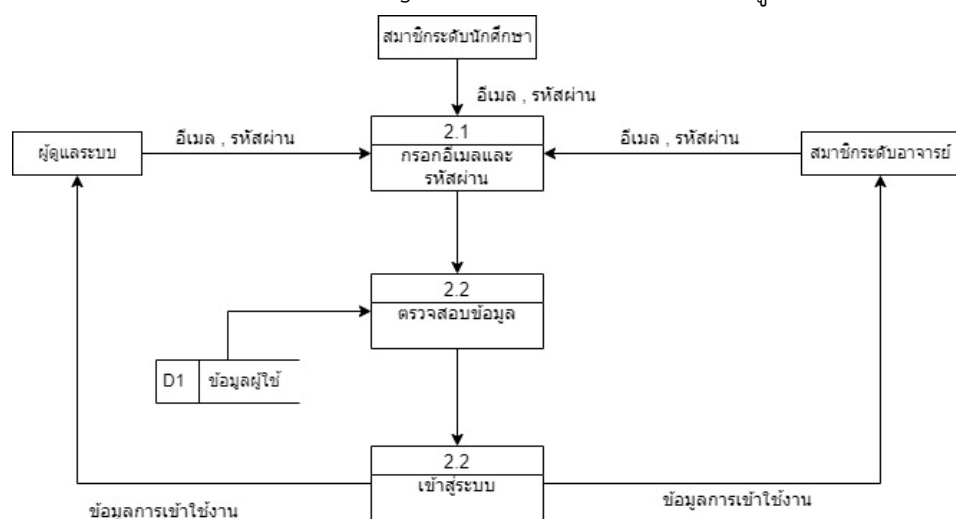 สมาชิกระดับนักศึกษา
อีเมล , รหัสผ่าน
อีเมล , รหัสผ่าน
2.1
อีเมล , รหัสผ่าน
ผู้ดูแลระบบ
กรอกอีเมลและ
รหัสผ่าน
สมาชิกระดับอาจารย์
2.2
ตรวจสอบข้อมูล
D1 ข้อมูลผู้ใช้
2.2
เข้าสู่ระบบ
ข้อมูลการเข้าใช้งาน
ข้อมูลการเข้าใช้งาน